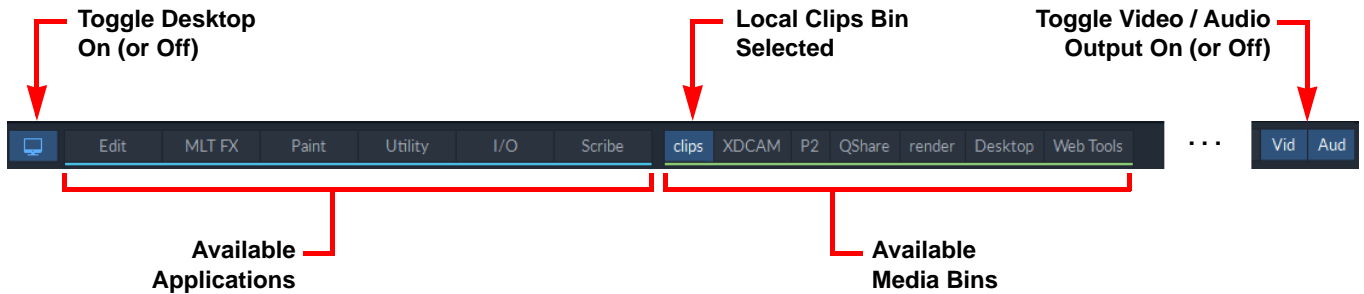 Toggle Desktop
On (or Off)
Local Clips Bin
Selected
Toggle Video / Audio
Output On (or Off)
Edit MLT FX Paint Utility I/O Scribe clips XDCAM P2 QShare render Desktop Web Tools ... Vid Aud
Available
Applications
Available
Media Bins